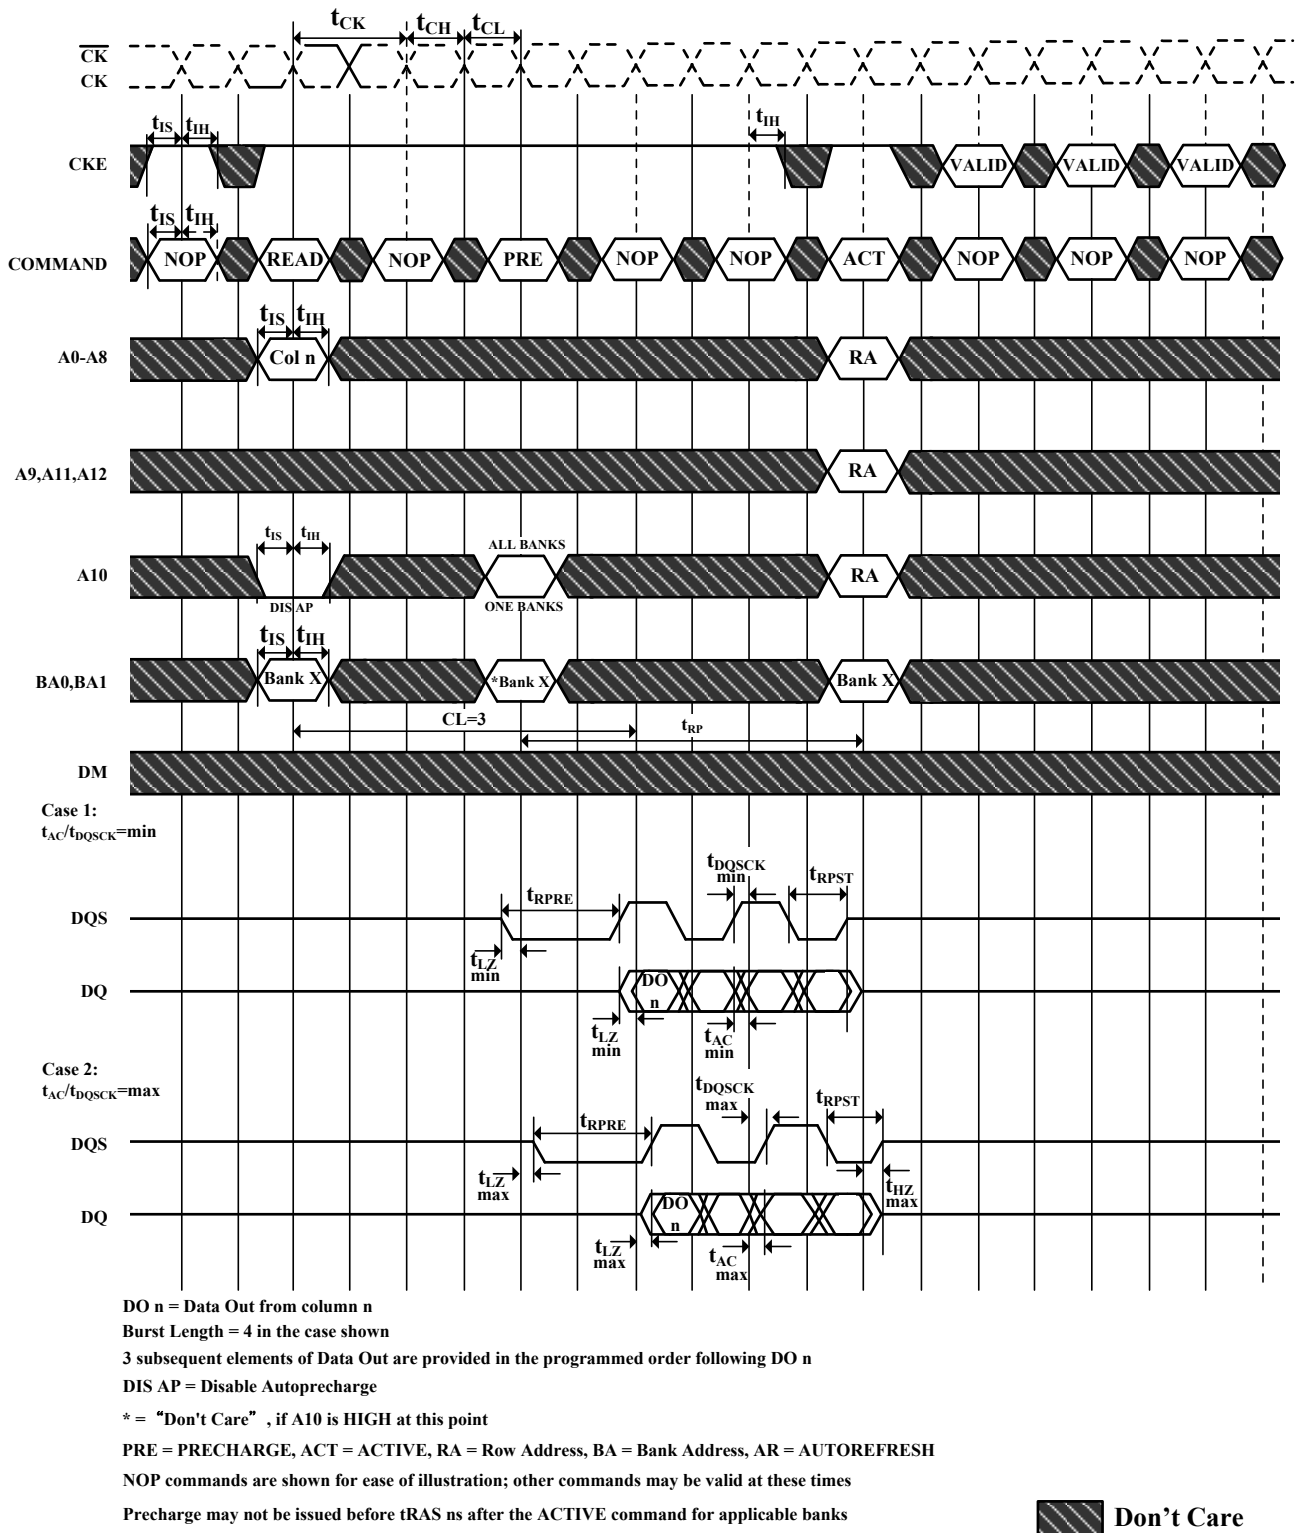 tCK tCH tCL
CK
CK
tIS tIH tIH
CKE VALID VALID VALID
tIS tIH
COMMAND NOP READ NOP PRE NOP NOP ACT NOP NOP NOP
tIS tIH
A0-A8 Col n RA
A9,A11,A12 RA
tIS tIH ALL BANKS
A10 RA
DIS AP ONE BANKS
tIS tIH
BA0,BA1 Bank X *Bank X Bank X
CL=3 tRP
DM
Case 1:
tAC/tDQSCK=min
tDQSCK
min
tRPRE tRPST
DQS
tLZ
min
DQ DO
n
tLZ
min
tAC
min
Case 2:
tAC/tDQSCK=max
tDQSCK
max
tRPRE tRPST
DQS
tLZ
max
tHZ
max
DQ DO
n
tLZ
max
tAC
max
DO n = Data Out from column n
Burst Length = 4 in the case shown
3 subsequent elements of Data Out are provided in the programmed order following DO n
DIS AP = Disable Autoprecharge
* = “Don't Care”, if A10 is HIGH at this point
PRE = PRECHARGE, ACT = ACTIVE, RA = Row Address, BA = Bank Address, AR = AUTOREFRESH
NOP commands are shown for ease of illustration; other commands may be valid at these times
Precharge may not be issued before tRAS ns after the ACTIVE command for applicable banks
Don’t Care